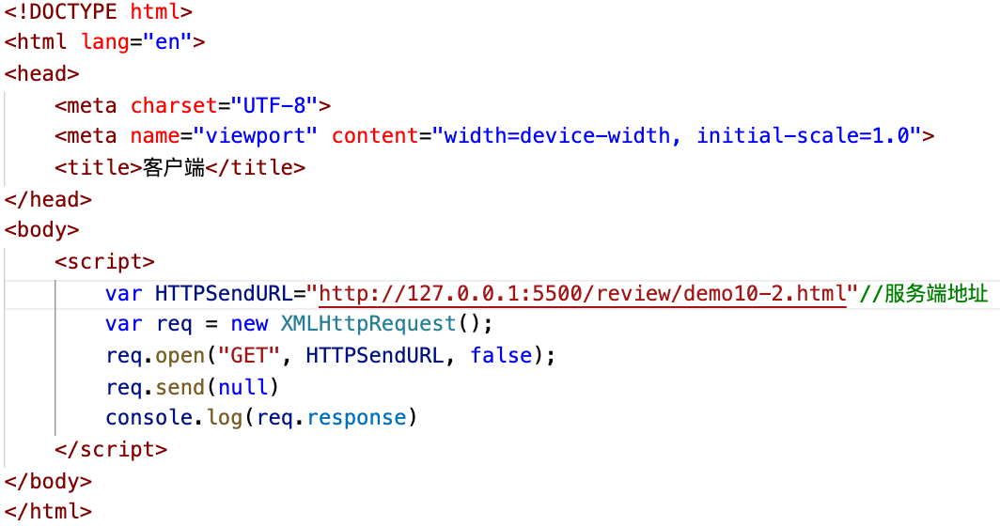 <!DOCTYPE html>
<html lang="en">
<head>
    <meta charset="UTF-8">
    <meta name="viewport" content="width=device-width, initial-scale=1.0">
    <title>客户端</title>
</head>
<body>
    <script>
        var HTTPSendURL="http://127.0.0.1:5500/review/demo10-2.html"//服务端地址
        var req = new XMLHttpRequest();
        req.open("GET", HTTPSendURL, false);
        req.send(null)
        console.log(req.response)
    </script>
</body>
</html>